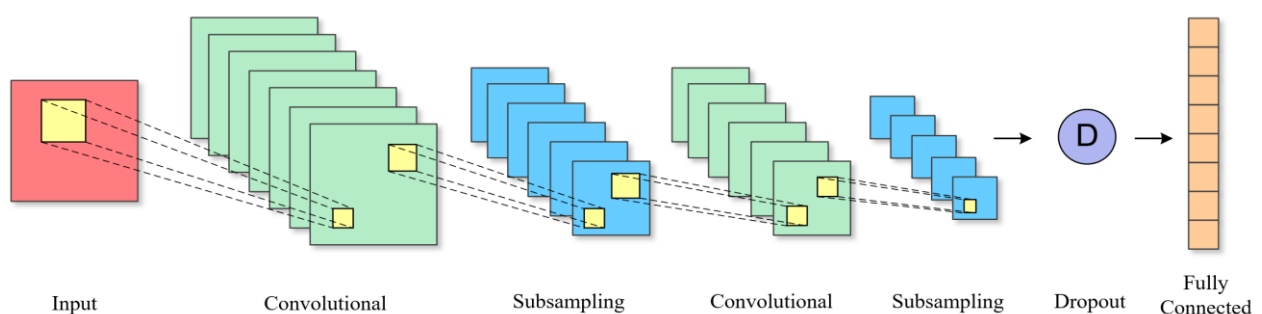 D
Input
Convolutional
Subsampling
Convolutional
Subsampling
Dropout
Fully
Connected